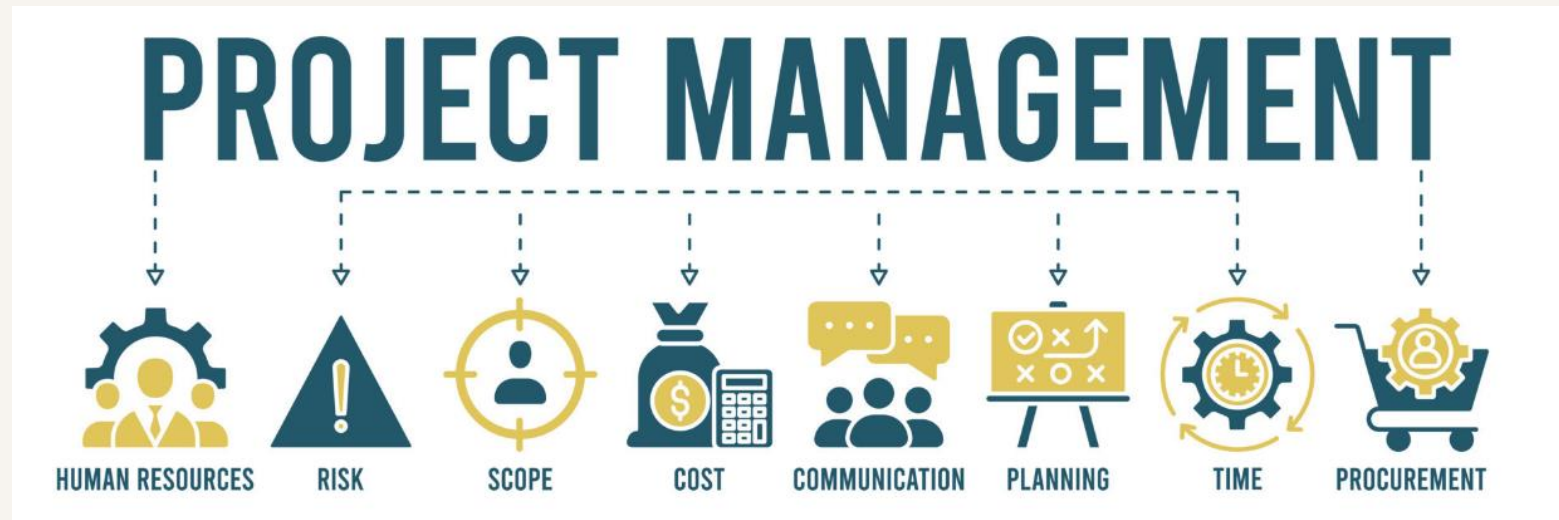 PROJECT MANAGEMENT
HUMAN RESOURCES
RISK
SCOPE
COST
COMMUNICATION
PLANNING
TIME
PROCUREMENT